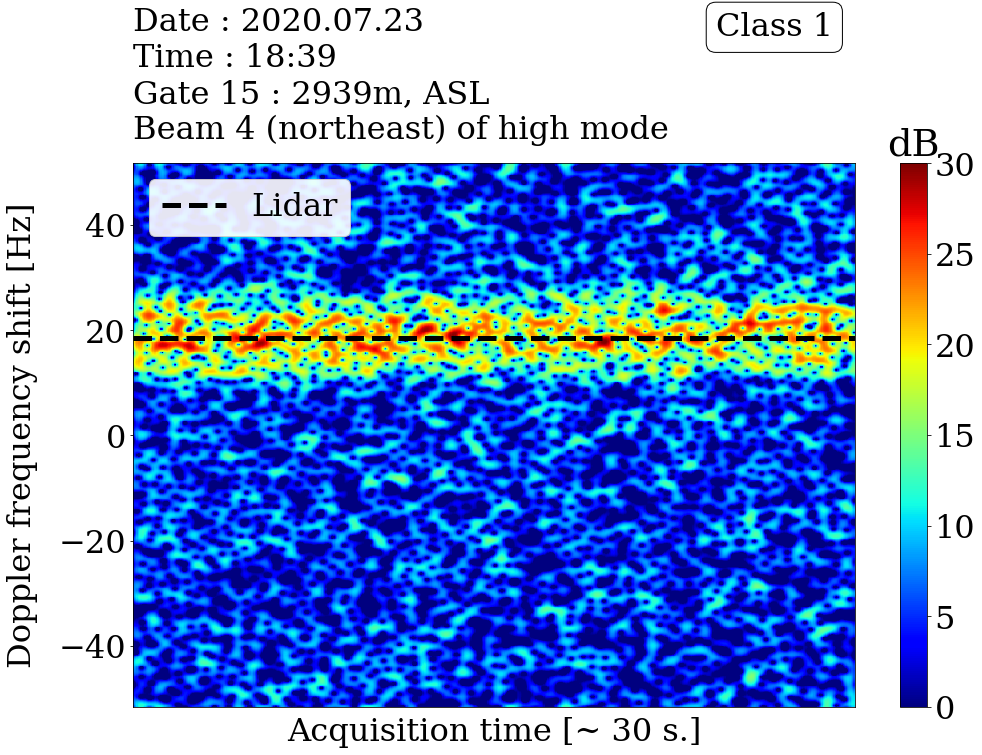 Date : 2020.07.23
Time : 18:39
Gate 15 : 2939m, ASL
Beam 4 (northeast) of high mode
Class 1
dB
Lidar
Doppler frequency shift [Hz]
40
20
0
−20
−40
Acquisition time [~ 30 s.]
30
25
20
15
10
5
0